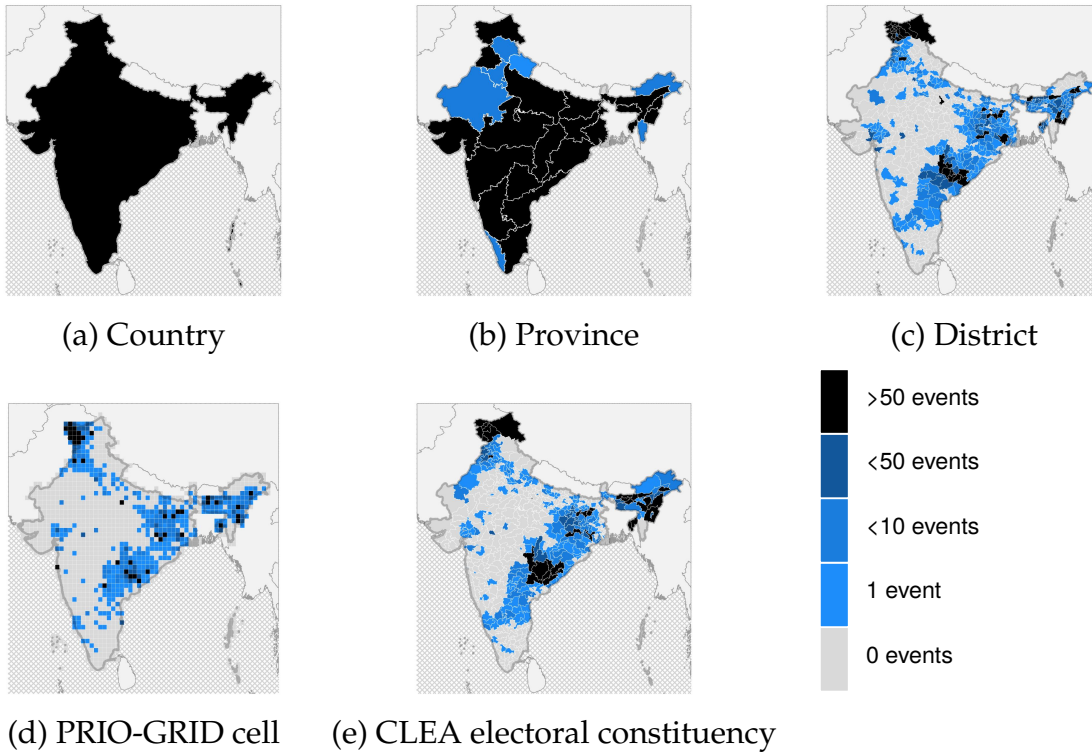 (a) Country
(b) Province
(c) District
>50 events
<50 events
<10 events
1 event
0 events
(d) PRIO-GRID cell
(e) CLEA electoral constituency